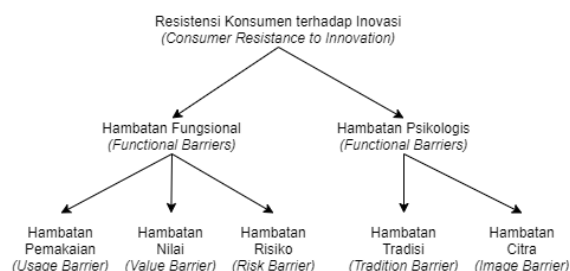 Resistensi Konsumen terhadap Inovasi
(Consumer Resistance to Innovation)
Hambatan Fungsional
(Functional Barriers)
Hambatan Psikologis
(Functional Barriers)
Hambatan
Pemakaian
(Usage Barrier)
Hambatan
Nilai
(Value Barrier)
Hambatan
Risiko
(Risk Barrier)
Hambatan
Tradisi
(Tradition Barrier)
Hambatan
Citra
(Image Barrier)